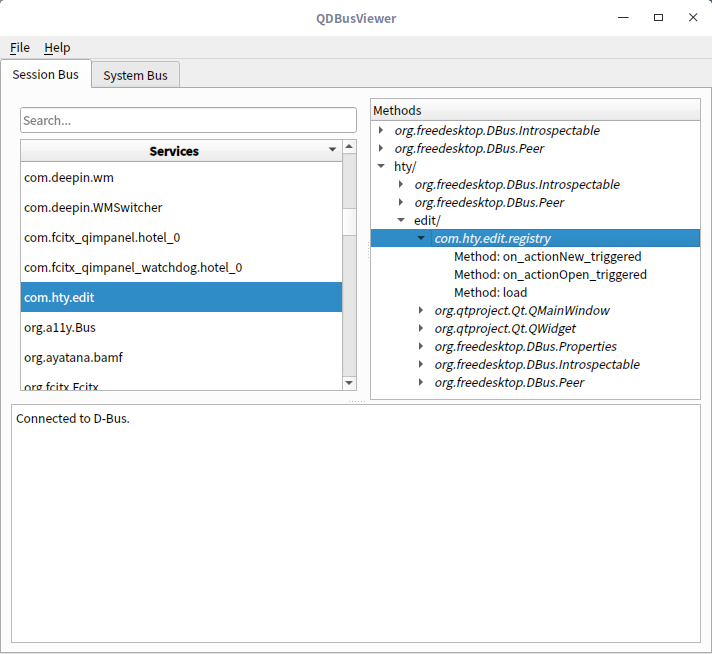 QDBusViewer
File Help
Session Bus System Bus
Search...
Services
com.deepin.wm
com.deepin.WMSwitcher
com.fcitx_qimpanel.hotel_0
com.fcitx_qimpanel_watchdog.hotel_0
com.hty.edit
org.a11y.Bus
org.ayatana.bamf
org.fcitx.Fcitx
Methods
org.freedesktop.DBus.Introspectable
org.freedesktop.DBus.Peer
hty/
org.freedesktop.DBus.Introspectable
org.freedesktop.DBus.Peer
edit/
com.hty.edit.registry
Method: on_actionNew_triggered
Method: on_actionOpen_triggered
Method: load
org.qtproject.Qt.QMainWindow
org.qtproject.Qt.QWidget
org.freedesktop.DBus.Properties
org.freedesktop.DBus.Introspectable
org.freedesktop.DBus.Peer
Connected to D-Bus.